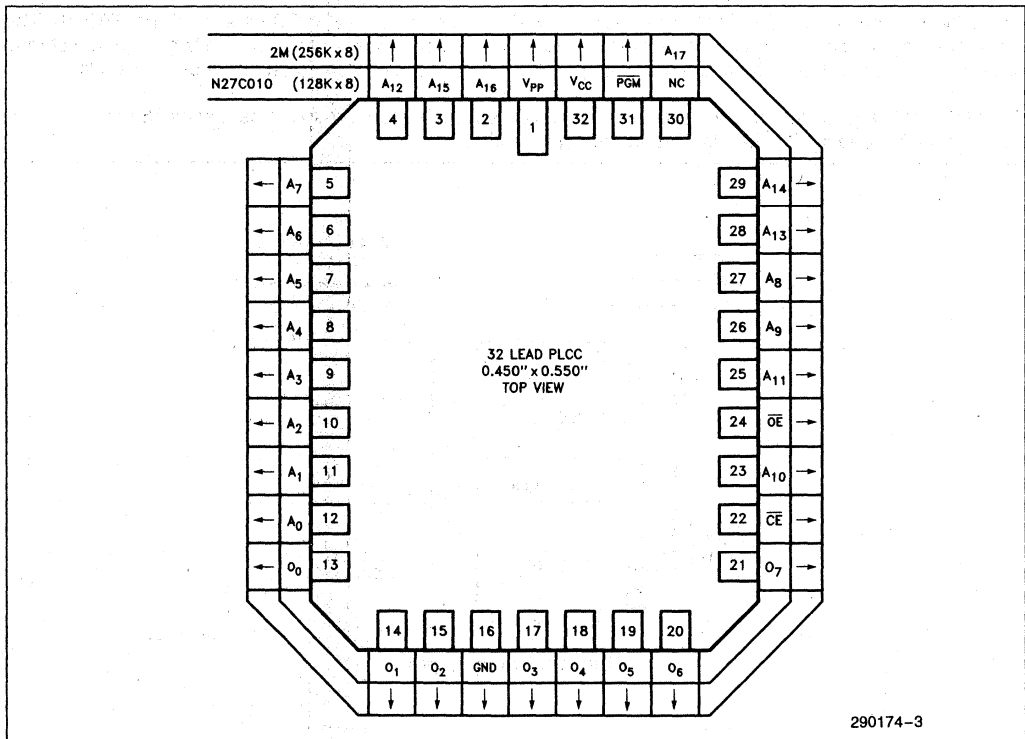 2M (256K x 8) ↑ ↑ ↑ ↑ ↑ ↑ A17
N27C010 (128K x 8) A12 A15 A16 VPP VCC P̅G̅M̅ NC
4 3 2 1 32 31 30
← A7 5 29 A14 →
← A6 6 28 A13 →
← A5 7 27 A8 →
← A4 8 26 A9 →
← A3 9 25 A11 →
← A2 10 24 O̅E̅ →
← A1 11 23 A10 →
← A0 12 22 C̅E̅ →
← O0 13 21 O7 →
32 LEAD PLCC
0.450" x 0.550"
TOP VIEW
14 15 16 17 18 19 20
O1 O2 GND O3 O4 O5 O6
↓ ↓ ↓ ↓ ↓ ↓ ↓
290174-3